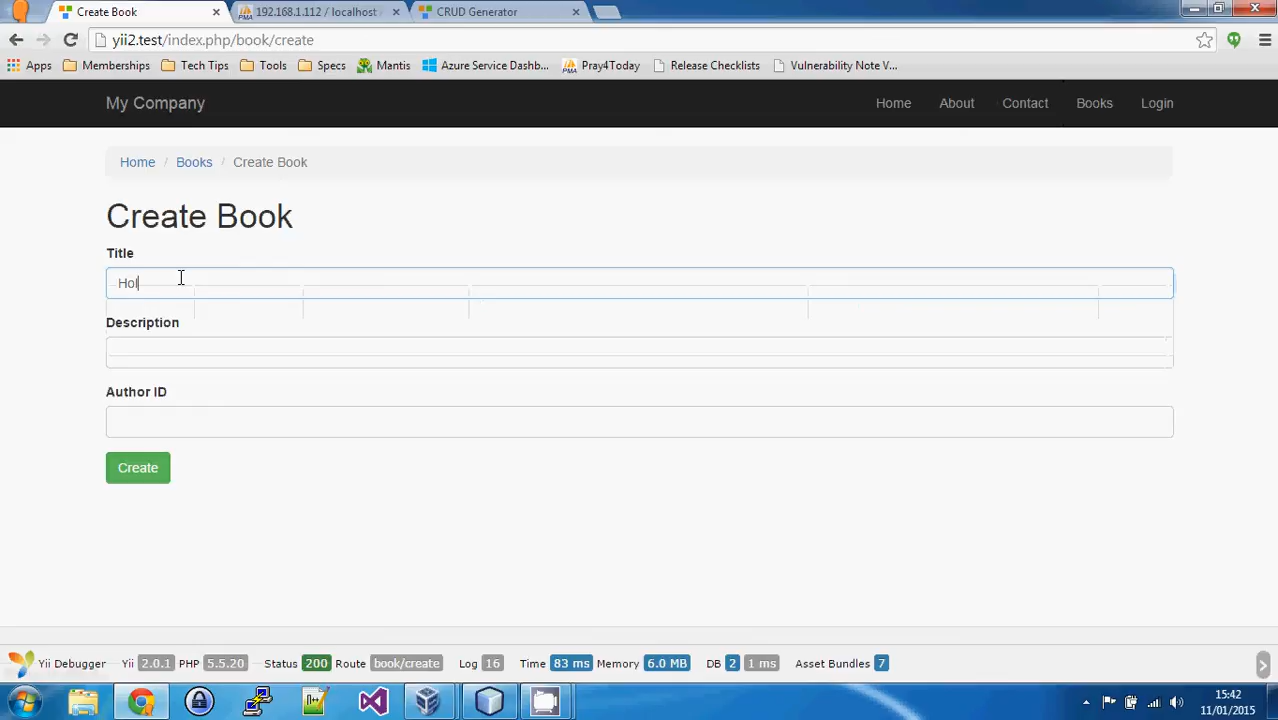 Create Book
192.168.1.112 / localhost
CRUD Generator
yii2.test/index.php/book/create
Apps Memberships Tech Tips Tools Specs Mantis Azure Service Dashb... Pray4Today Release Checklists Vulnerability Note V...
My Company Home About Contact Books Login
Home / Books / Create Book
Create Book
Title
Hol
Description
Author ID
Create
Yii Debugger Yii 2.0.1 PHP 5.5.20 Status 200 Route book/create Log 16 Time 83 ms Memory 6.0 MB DB 2 1 ms Asset Bundles 7
15:42
11/01/2015